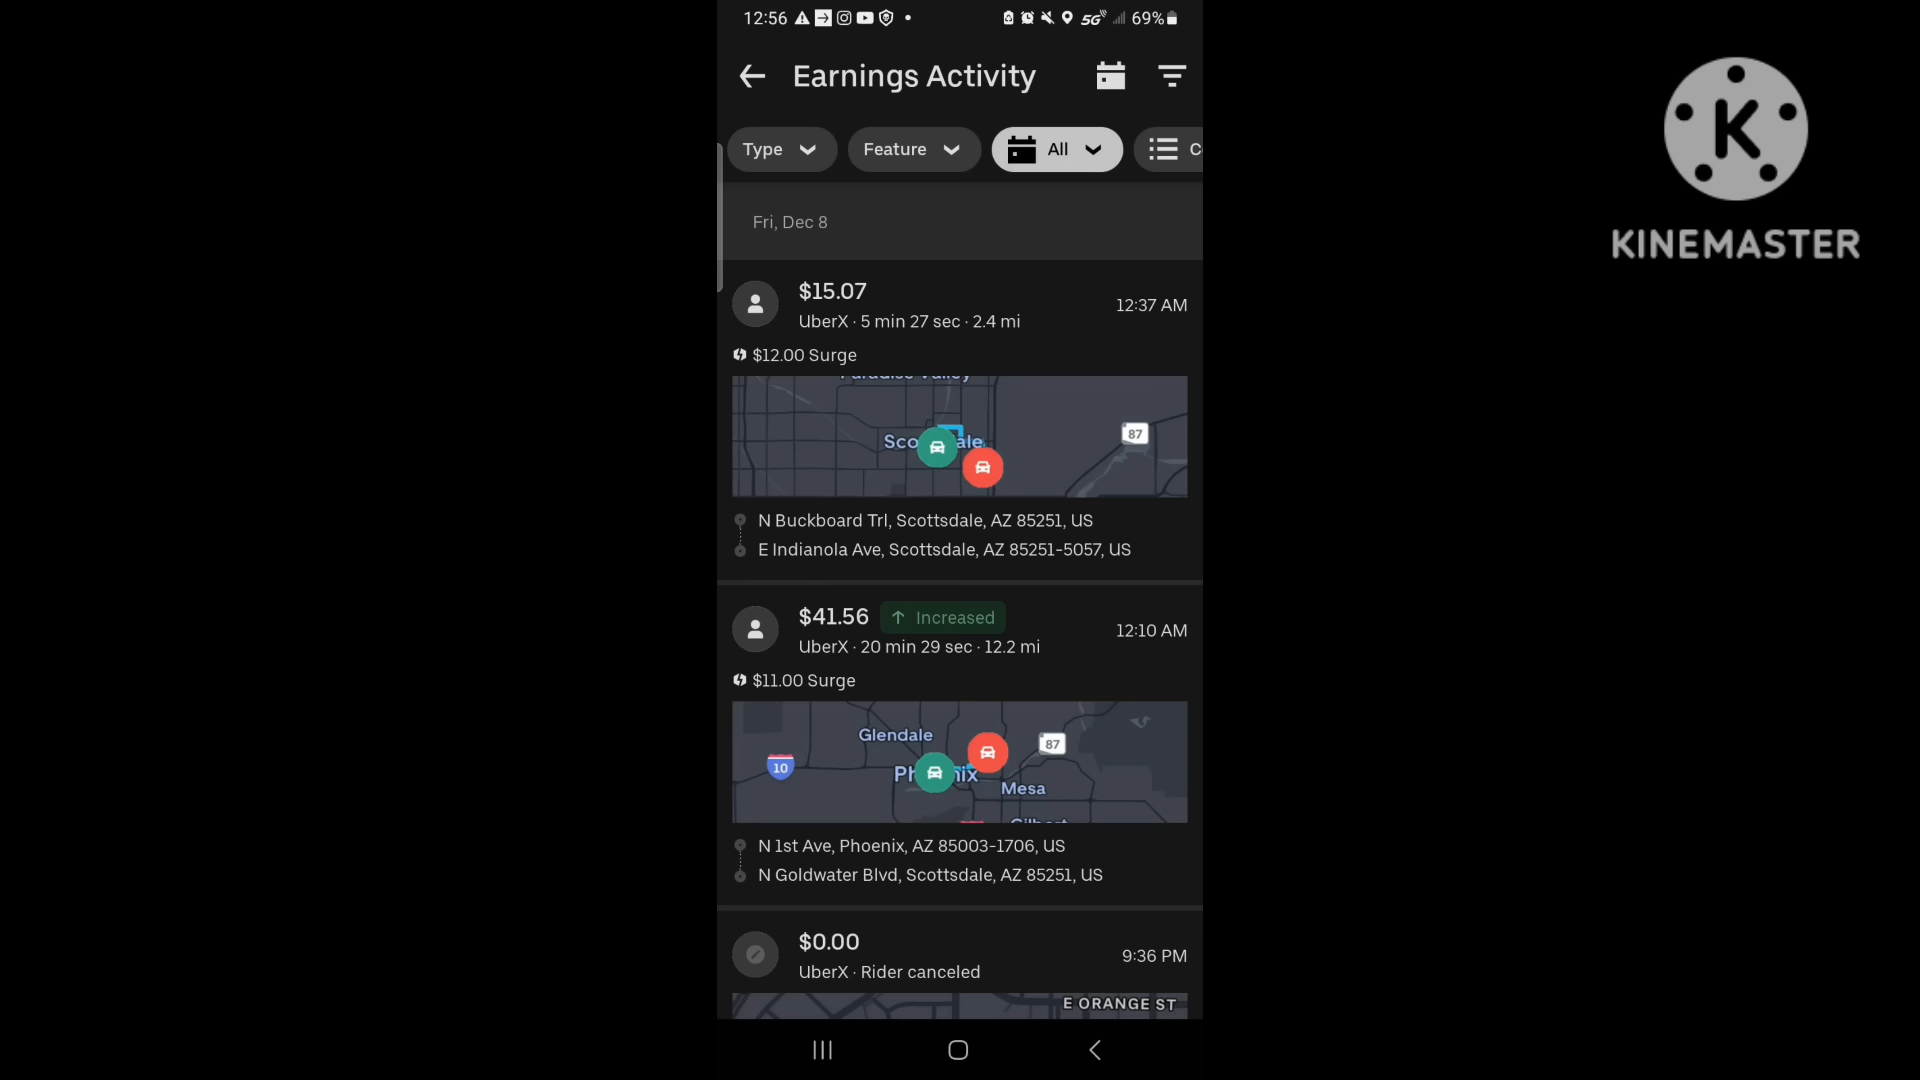 12:56
5G
69%
Earnings Activity
Type
Feature
All
C
Fri, Dec 8
$15.07
UberX · 5 min 27 sec · 2.4 mi
12:37 AM
$12.00 Surge
Paradise Valley
87
N Buckboard Trl, Scottsdale, AZ 85251, US
E Indianola Ave, Scottsdale, AZ 85251-5057, US
$41.56
Increased
UberX · 20 min 29 sec · 12.2 mi
12:10 AM
$11.00 Surge
Glendale
87
10
Mesa
Gilbert
N 1st Ave, Phoenix, AZ 85003-1706, US
N Goldwater Blvd, Scottsdale, AZ 85251, US
$0.00
UberX · Rider canceled
9:36 PM
E ORANGE ST
K
KINEMASTER